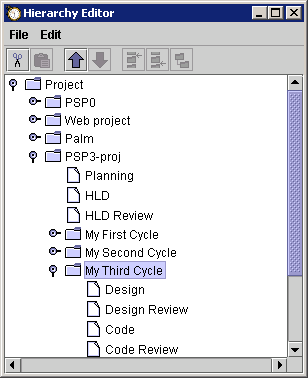 Hierarchy Editor
File Edit
Project
PSP0
Web project
Palm
PSP3-proj
Planning
HLD
HLD Review
My First Cycle
My Second Cycle
My Third Cycle
Design
Design Review
Code
Code Review